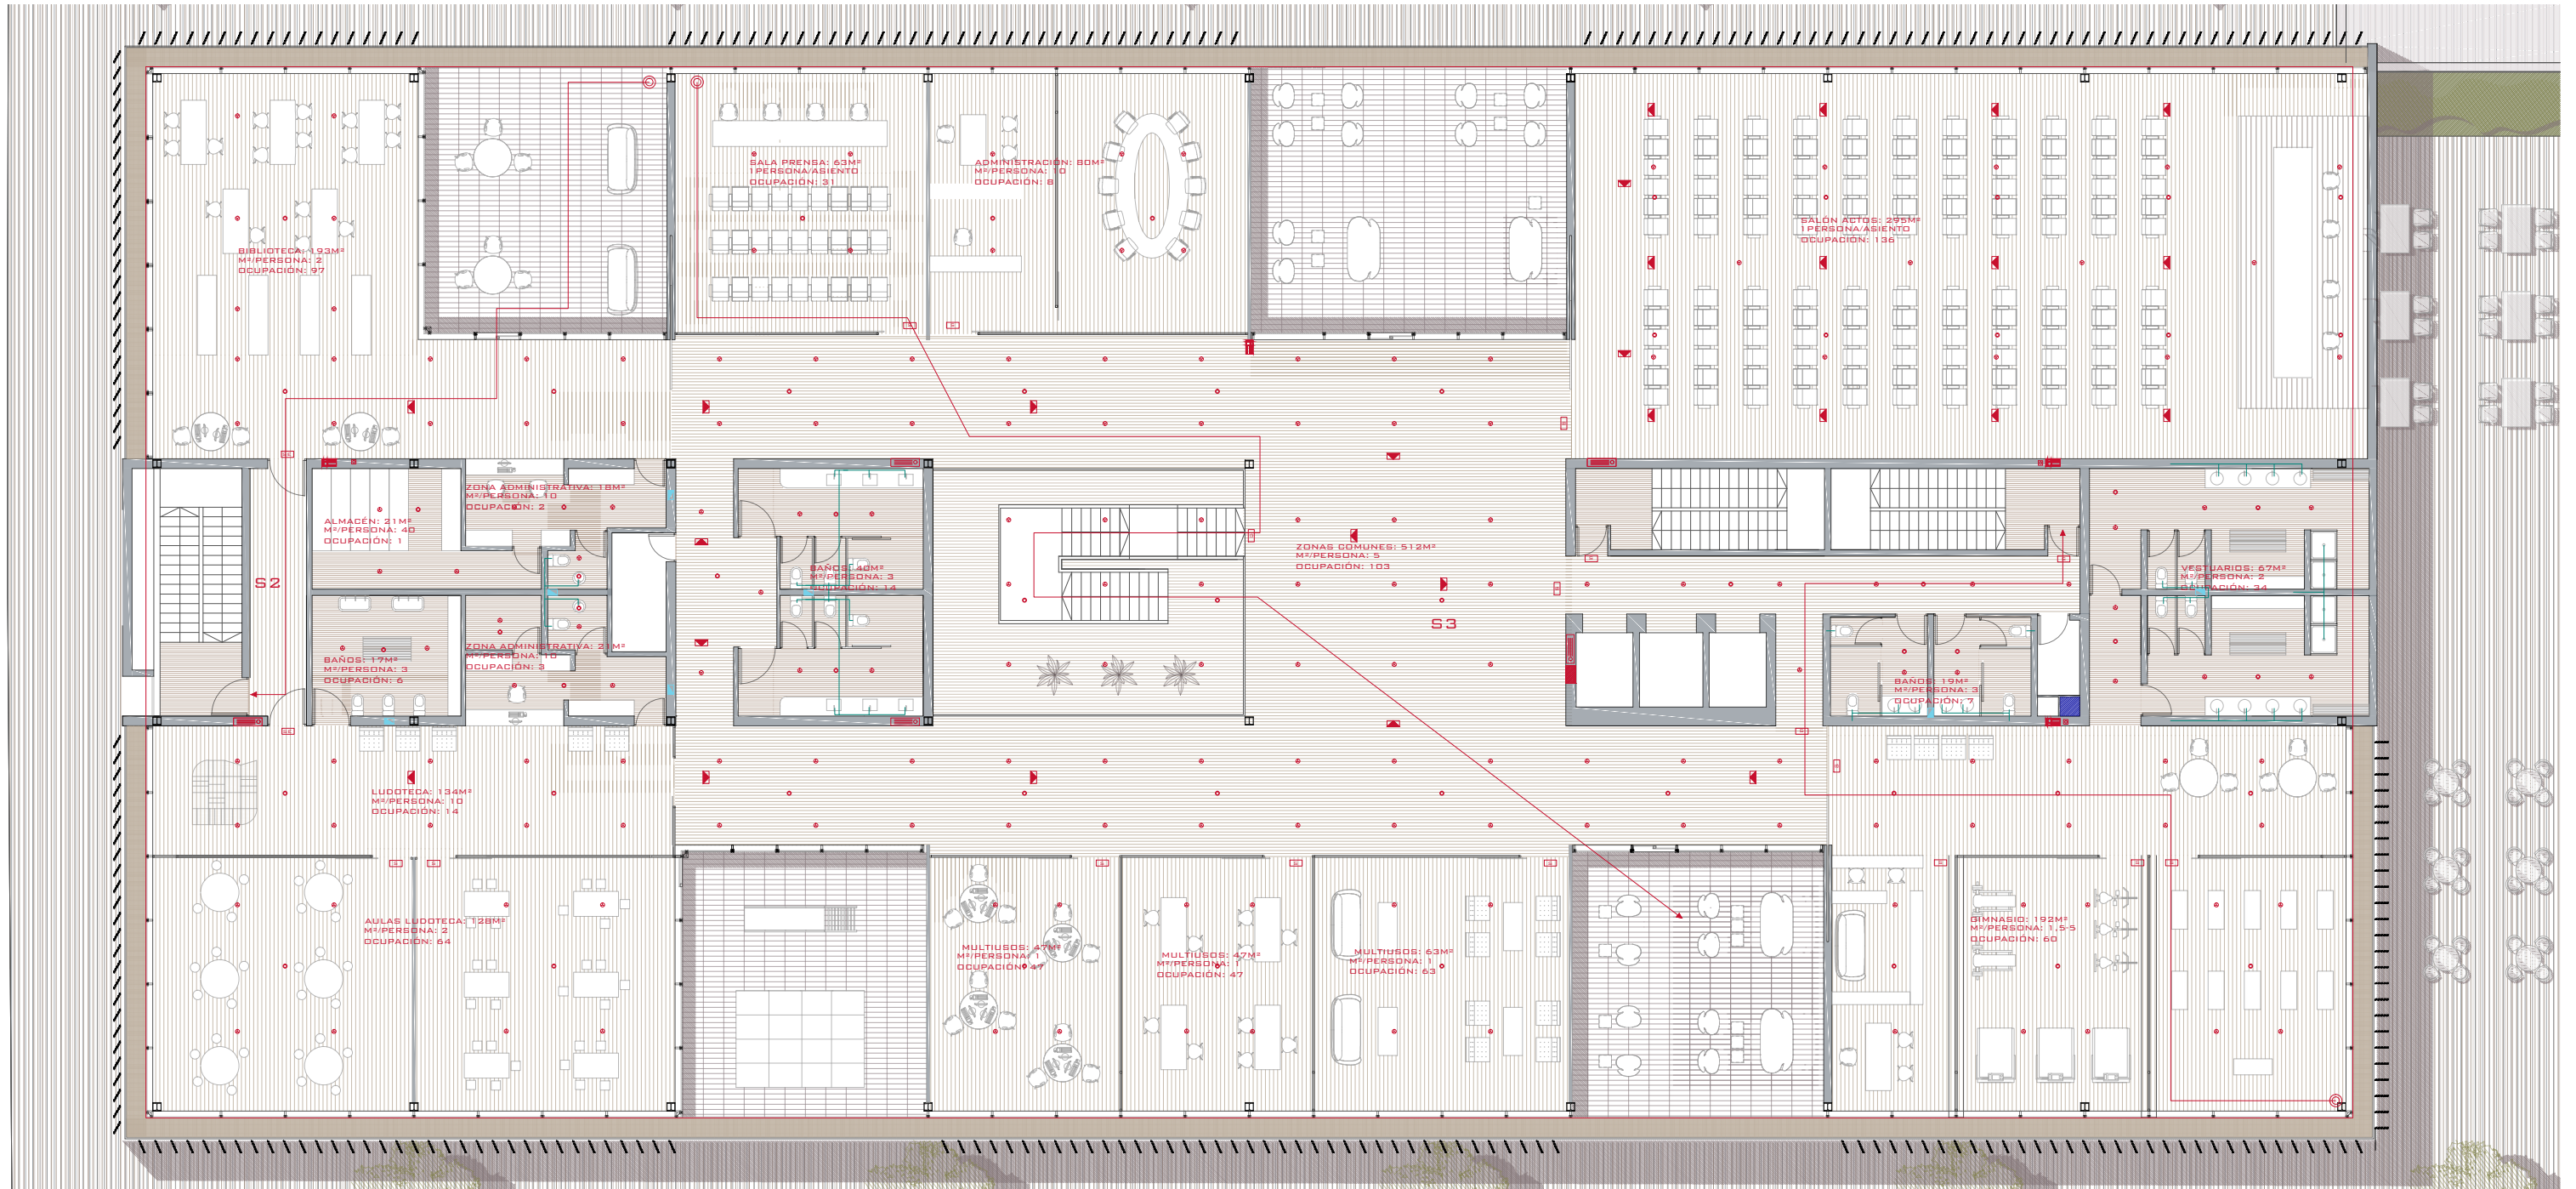 SALA PRENSA: 63M²
1PERSONA/ASIENTO
OCUPACIÓN: 31
ADMINISTRACIÓN: 80M²
M²/PERSONA: 10
OCUPACIÓN: 8
SALÓN ACTOS: 295M²
1PERSONA/ASIENTO
OCUPACIÓN: 136
BIBLIOTECA: 193M²
M²/PERSONA: 2
OCUPACIÓN: 97
ZONA ADMINISTRATIVA: 18M²
M²/PERSONA: 10
OCUPACIÓN: 2
ALMACÉN: 21M²
M²/PERSONA: 40
OCUPACIÓN: 1
S2
BAÑOS: 40M²
M²/PERSONA: 3
OCUPACIÓN: 14
ZONAS COMUNES: 512M²
M²/PERSONA: 5
OCUPACIÓN: 103
S3
VESTUARIOS: 67M²
M²/PERSONA: 2
OCUPACIÓN: 34
ZONA ADMINISTRATIVA: 21M²
M²/PERSONA: 10
OCUPACIÓN: 3
BAÑOS: 17M²
M²/PERSONA: 3
OCUPACIÓN: 6
BAÑOS: 19M²
M²/PERSONA: 3
OCUPACIÓN: 7
LUDOTECA: 134M²
M²/PERSONA: 10
OCUPACIÓN: 14
AULAS LUDOTECA: 128M²
M²/PERSONA: 2
OCUPACIÓN: 64
MULTIUSOS: 47M²
M²/PERSONA: 1
OCUPACIÓN: 47
MULTIUSOS: 47M²
M²/PERSONA: 1
OCUPACIÓN: 47
MULTIUSOS: 63M²
M²/PERSONA: 1
OCUPACIÓN: 63
GIMNASIO: 192M²
M²/PERSONA: 1,5-5
OCUPACIÓN: 60